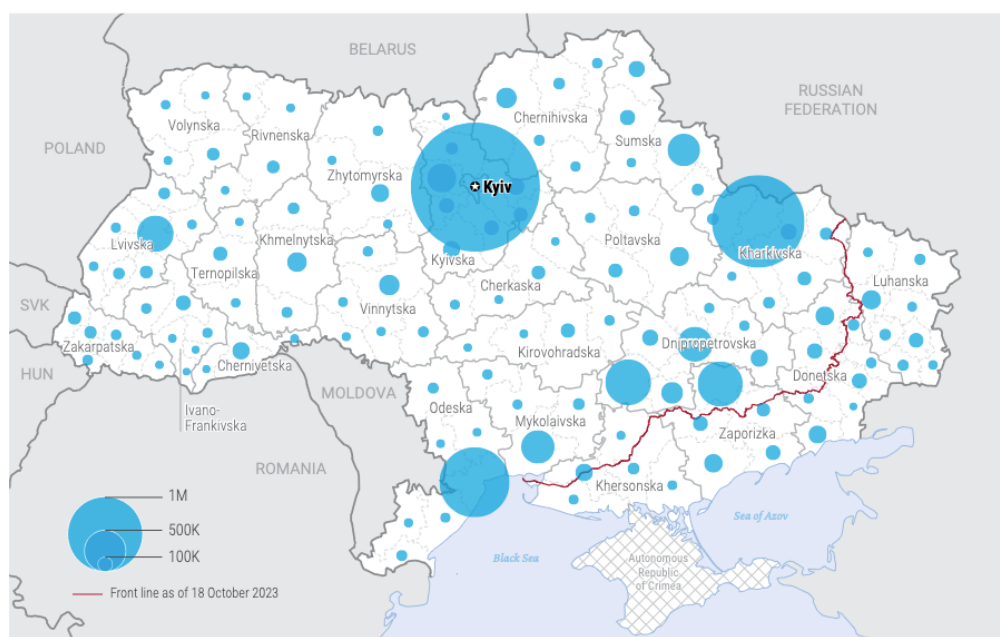 BELARUS
RUSSIAN
FEDERATION
POLAND
Volynska
Rivnenska
Chernihivska
Sumska
Zhytomyrska
Kyiv
Lvivska
Khmelnytska
Ternopilska
Kyivska
Poltavska
Kharkivska
Luhanska
SVK
Vinnytska
Cherkaska
Zakarpatska
Chernivetska
Kirovohradska
Dnipropetrovska
HUN
Donetska
MOLDOVA
Ivano-
Frankivska
Odeska
Mykolaivska
Zaporizka
ROMANIA
Khersonska
1M
500K
100K
Sea of Azov
Black Sea
Autonomous
Republic
of Crimea
Front line as of 18 October 2023